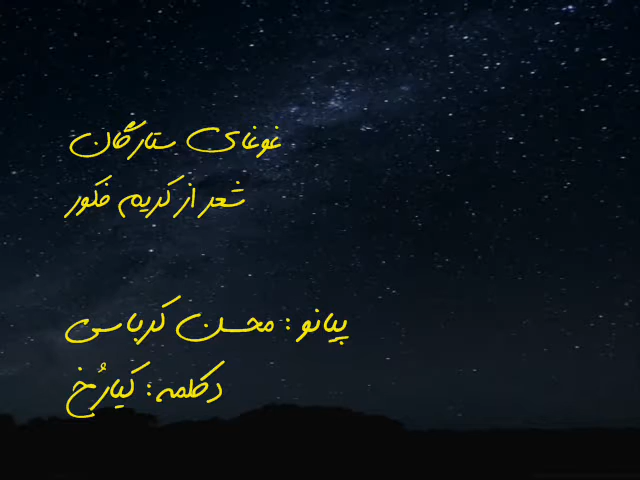 غوغای ستارگان
شعر از کریم فکور
پیانو : محسن کرباسی
دکلمه : کیارُخ